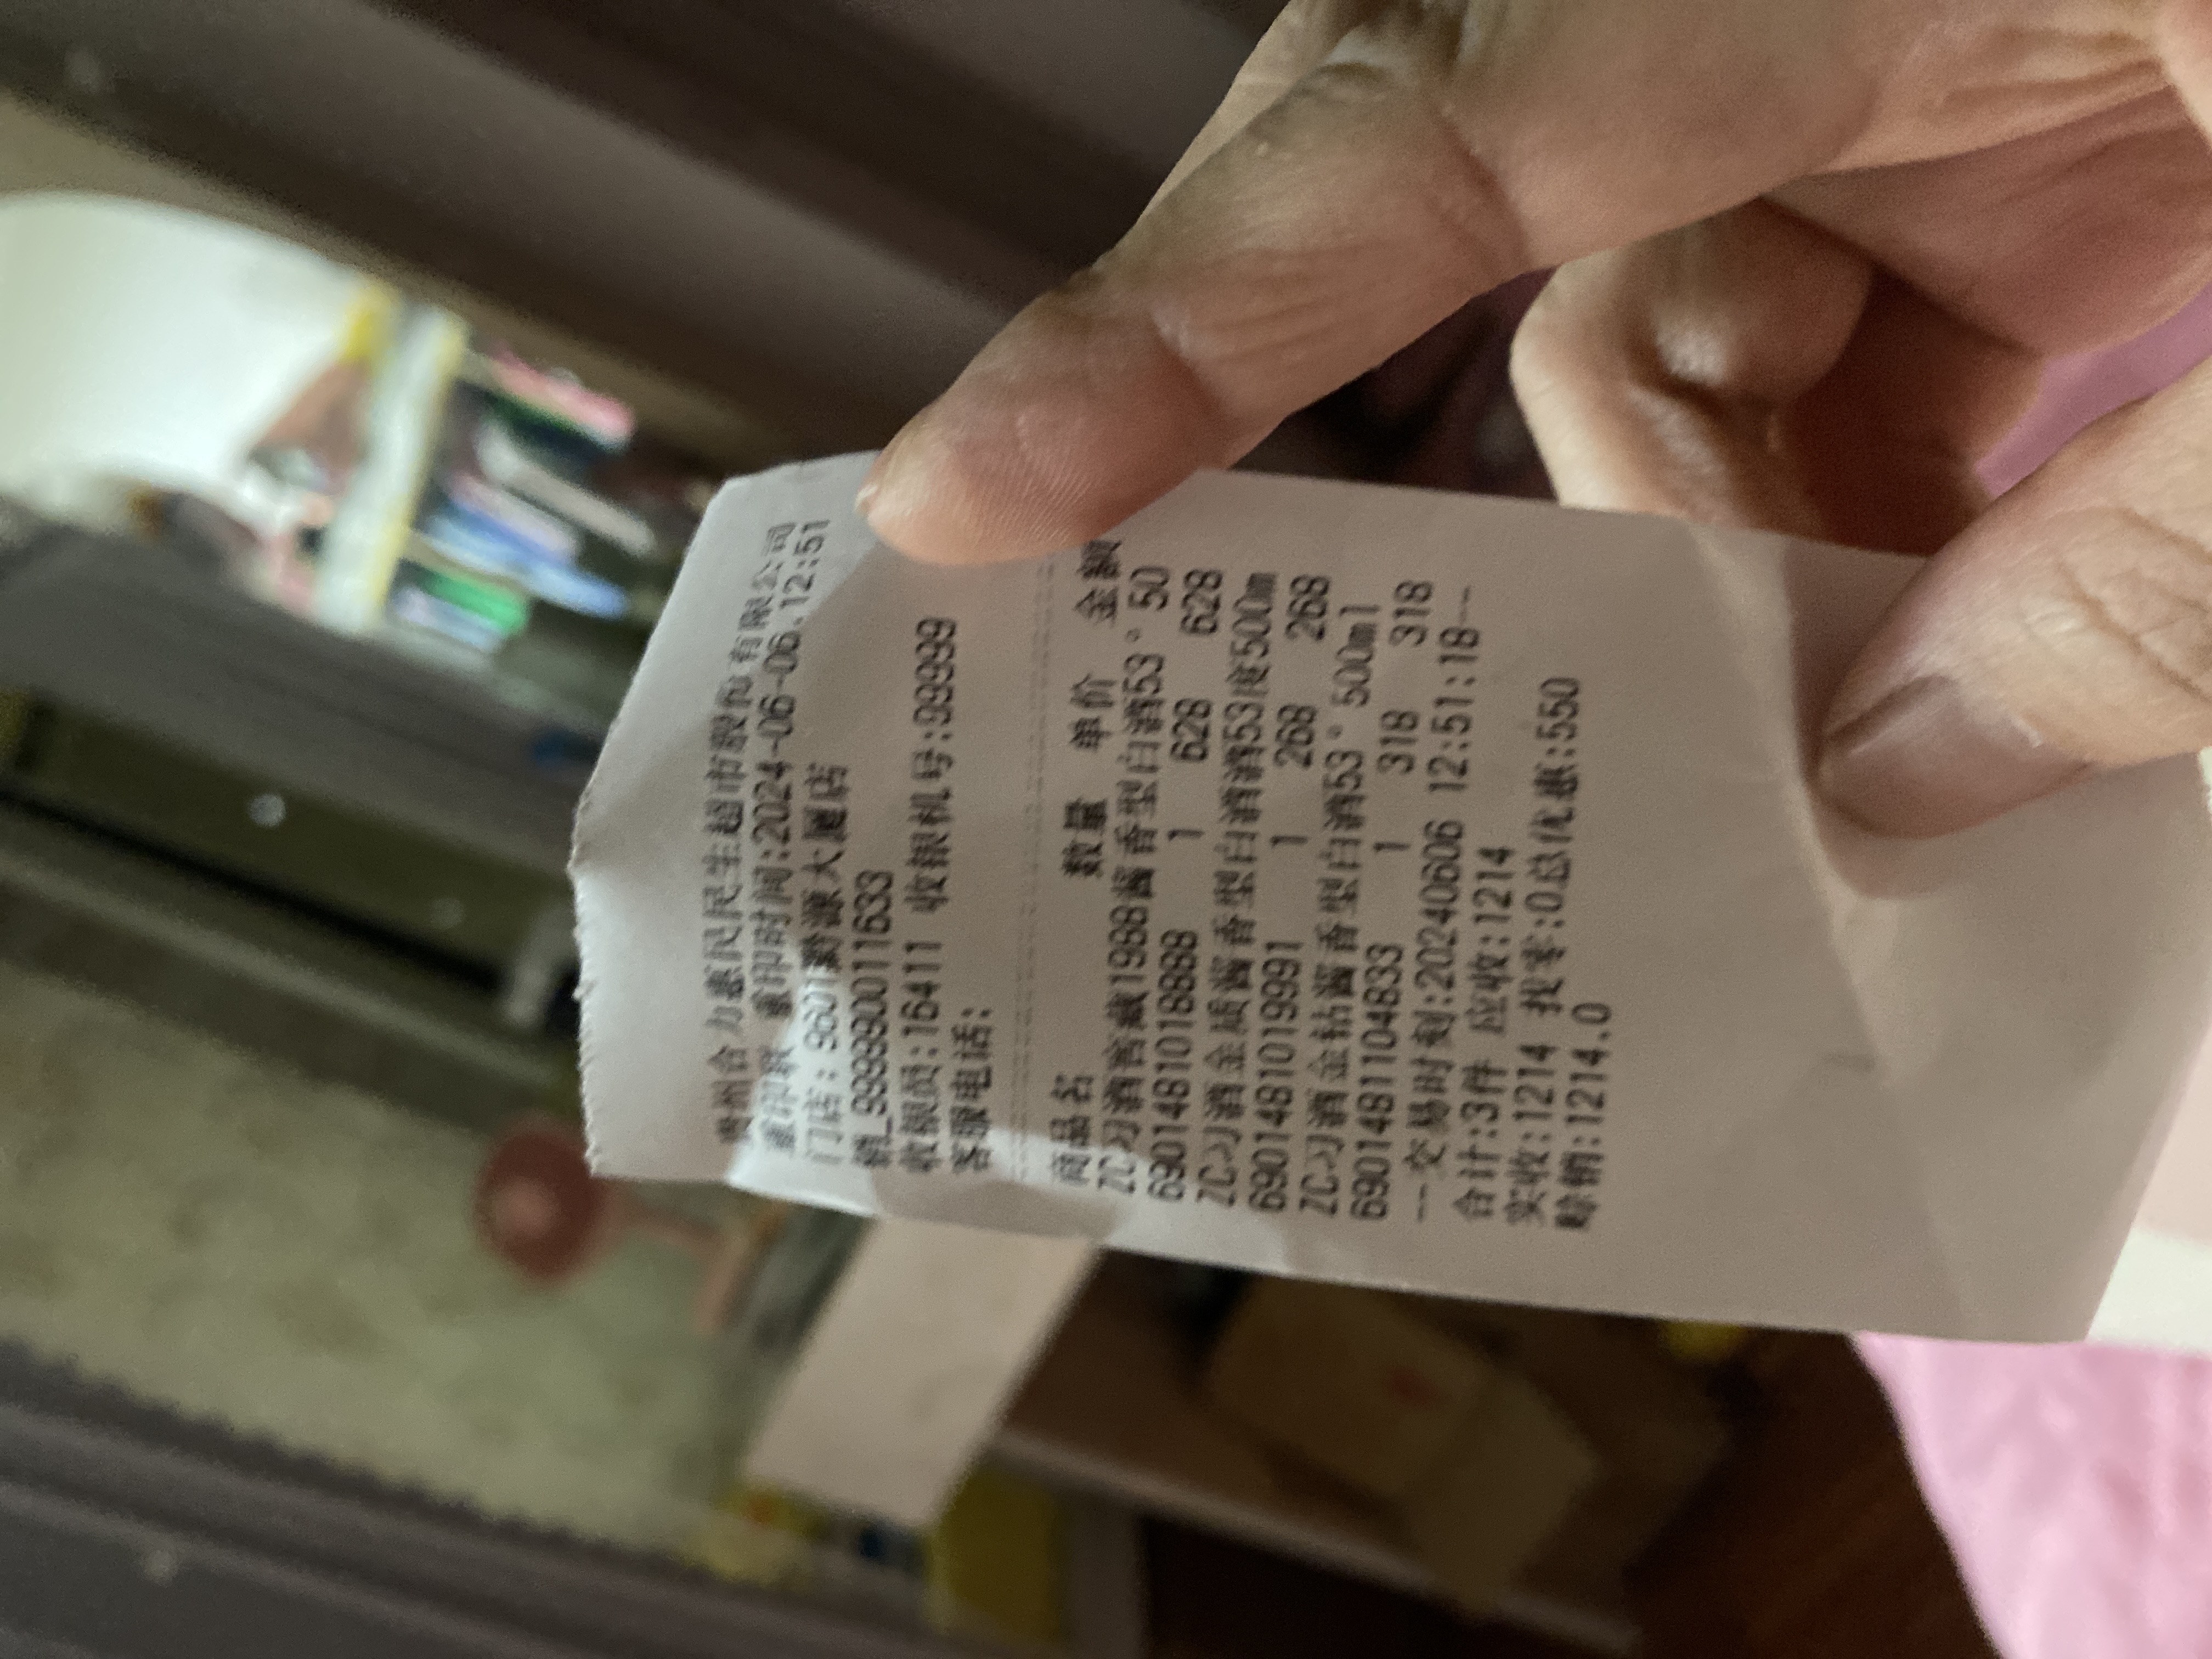 贵州合力惠民民生超市股份有限公司
重印联 重印时间:2024-06-06.12:51
门店: 9601黔源大厦店
销_9999890011633
收银员:16411 收银机号:99999
客服电话:
商品名 数量 单价 金额
ZC习酒窖藏1988酱香型白酒53°50
6901481018888 1 628 628
ZC习酒金质酱香型白酒酒53度500m
6901481019991 1 268 268
ZC习酒金钻酱香型白酒53°500ml
6901481104833 1 318 318
--交易时刻:20240606 12:51:18--
合计:3件 应收:1214
实收:1214 找零:0总优惠:550
赊销:1214.0